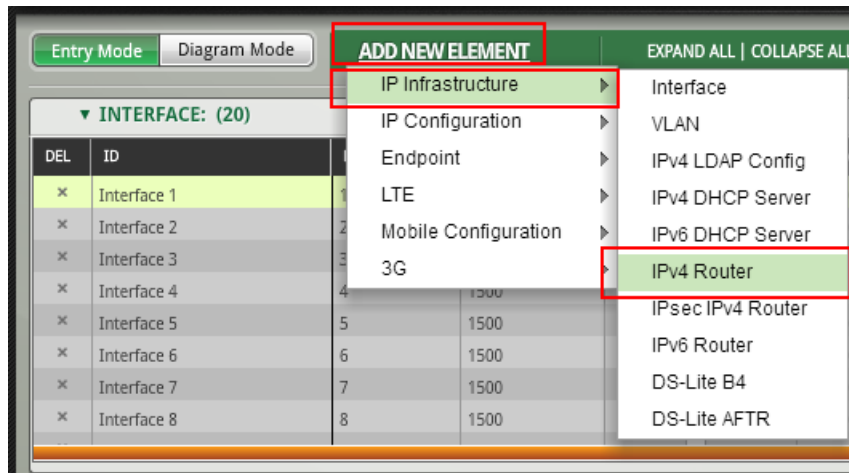 Entry Mode
Diagram Mode
ADD NEW ELEMENT
EXPAND ALL | COLLAPSE ALL
▼ INTERFACE: (20)
DEL
ID
× Interface 1 1
× Interface 2 2
× Interface 3 3
× Interface 4 4 1500
× Interface 5 5 1500
× Interface 6 6 1500
× Interface 7 7 1500
× Interface 8 8 1500
IP Infrastructure
IP Configuration
Endpoint
LTE
Mobile Configuration
3G
Interface
VLAN
IPv4 LDAP Config
IPv4 DHCP Server
IPv6 DHCP Server
IPv4 Router
IPsec IPv4 Router
IPv6 Router
DS-Lite B4
DS-Lite AFTR